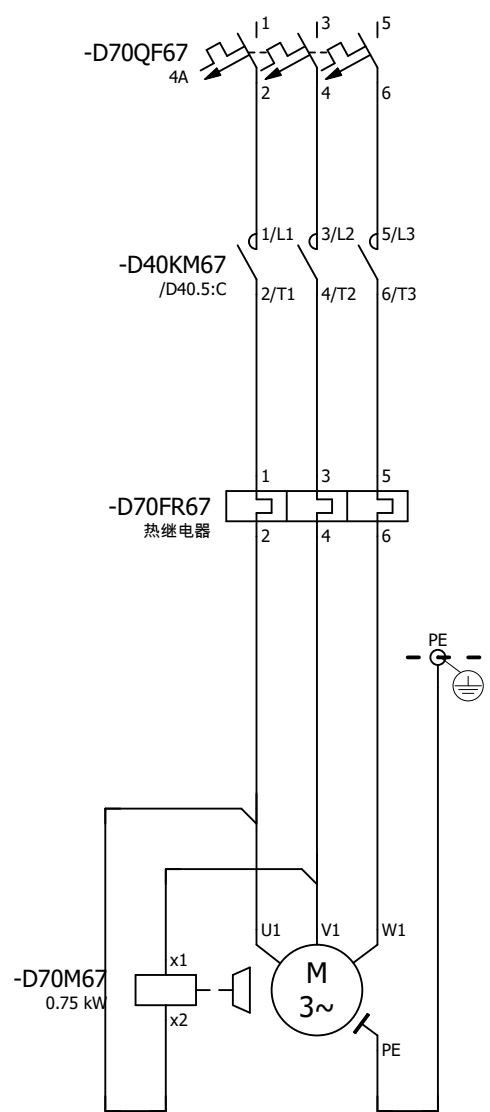 1 3 5
-D70QF67
4A
2 4 6
1/L1 3/L2 5/L3
-D40KM67
/D40.5:C
2/T1 4/T2 6/T3
1 3 5
-D70FR67
热继电器
2 4 6
PE
U1 V1 W1
x1
-D70M67
0.75 kW
M
3~
x2
PE